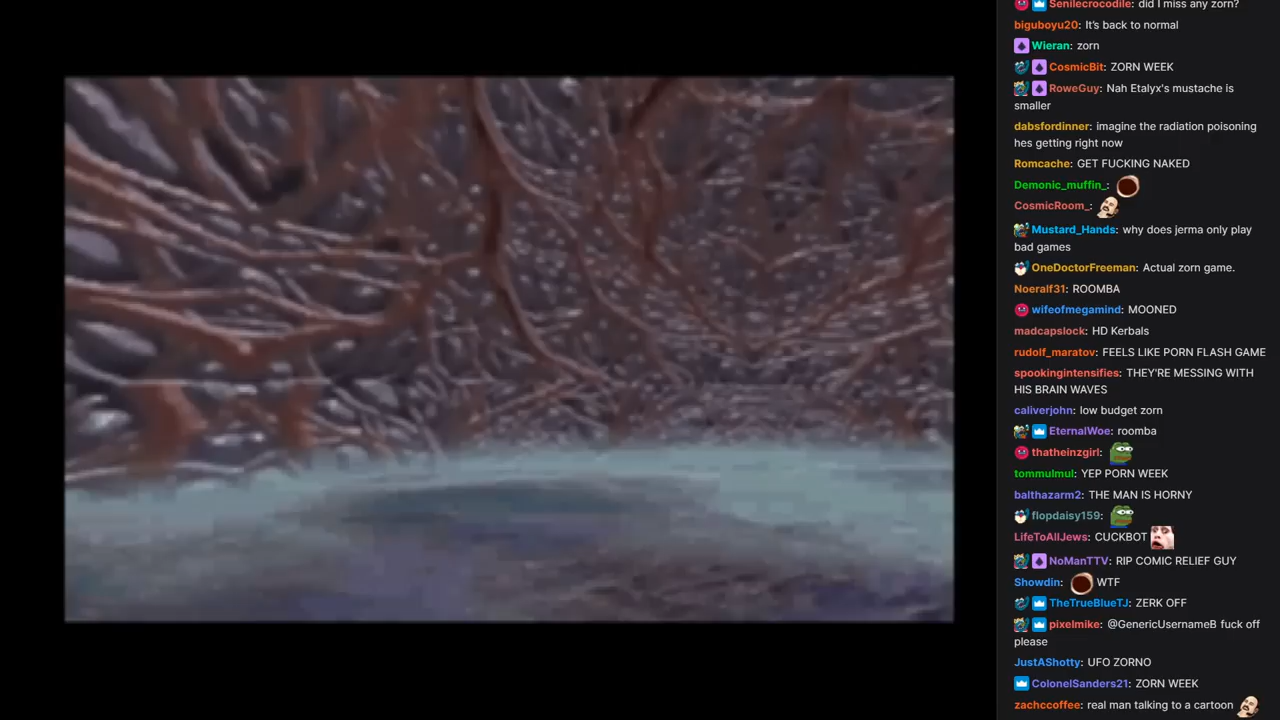 Senilecrocodile: did I miss any zorn?
biguboyu20: It's back to normal
Wieran: zorn
CosmicBit: ZORN WEEK
RoweGuy: Nah Etalyx's mustache is
smaller
dabsfordinner: imagine the radiation poisoning
hes getting right now
Romcache: GET FUCKING NAKED
Demonic_muffin_:
CosmicRoom_:
Mustard_Hands: why does jerma only play
bad games
OneDoctorFreeman: Actual zorn game.
Noeralf31: ROOMBA
wifeofmegamind: MOONED
madcapslock: HD Kerbals
rudolf_maratov: FEELS LIKE PORN FLASH GAME
spookingintensifies: THEY'RE MESSING WITH
HIS BRAIN WAVES
caliverjohn: low budget zorn
EternalWoe: roomba
thatheinzgirl:
tommulmul: YEP PORN WEEK
balthazarm2: THE MAN IS HORNY
flopdaisy159:
LifeToAllJews: CUCKBOT
NoManTTV: RIP COMIC RELIEF GUY
Showdin: WTF
TheTrueBlueTJ: ZERK OFF
pixelmike: @GenericUsernameB fuck off
please
JustAShotty: UFO ZORNO
ColonelSanders21: ZORN WEEK
zachccoffee: real man talking to a cartoon